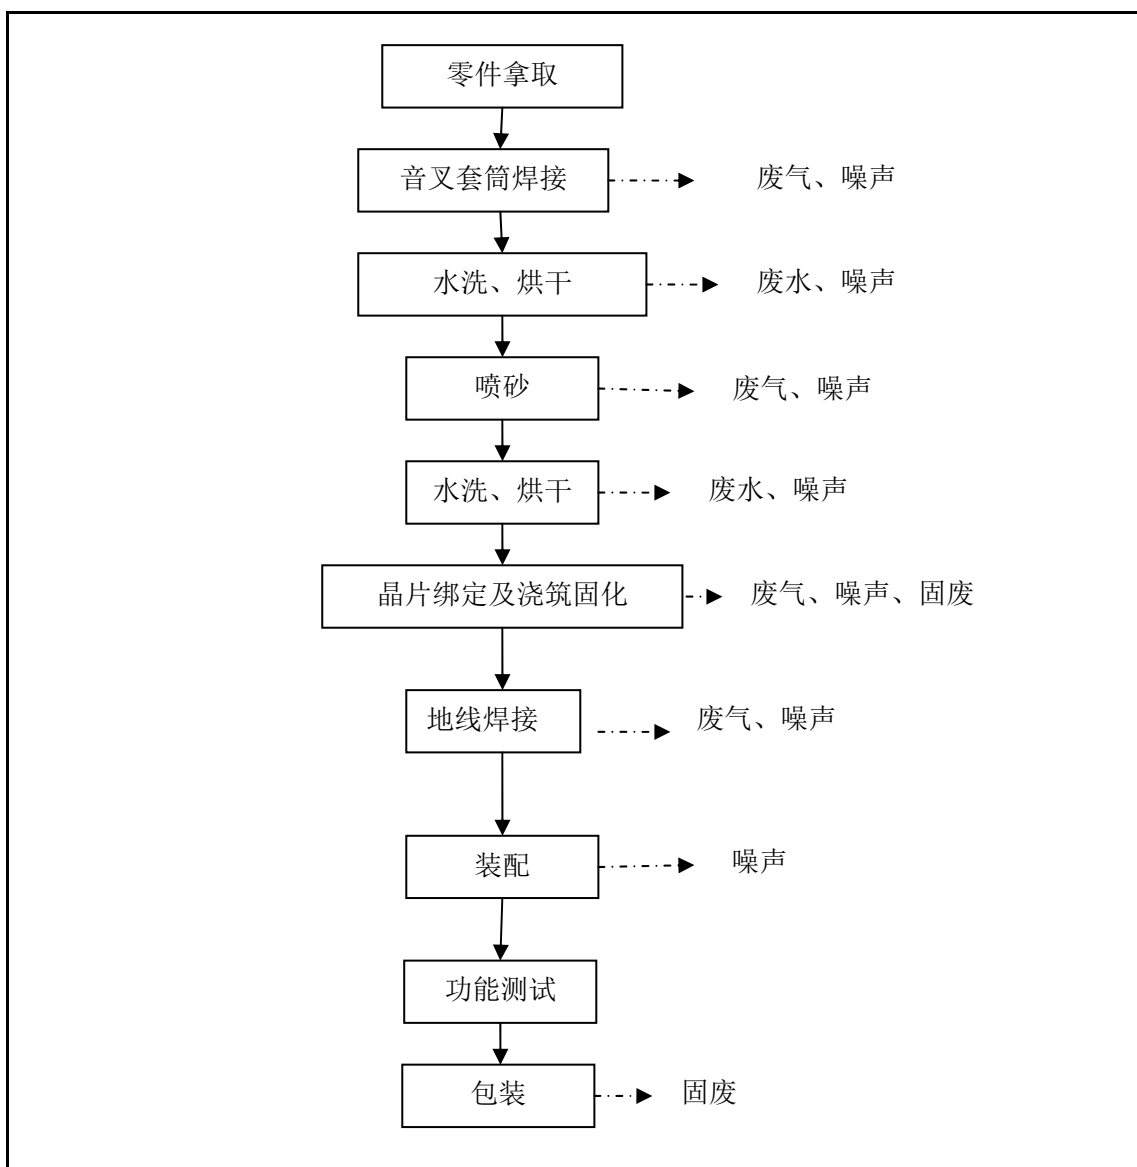 零件拿取
音叉套筒焊接 废气、噪声
水洗、烘干 废水、噪声
喷砂 废气、噪声
水洗、烘干 废水、噪声
晶片绑定及浇筑固化 废气、噪声、固废
地线焊接 废气、噪声
装配 噪声
功能测试
包装 固废